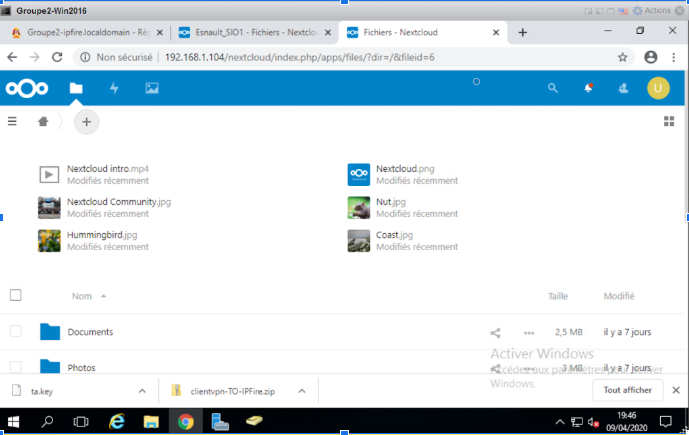 Groupe2-Win2016
Actions
Groupe2-ipfire.localdomain - Rég
Esnault_SIO1 - Fichiers - Nextclo
Fichiers - Nextcloud
Non sécurisé
192.168.1.104/nextcloud/index.php/apps/files/?dir=/&fileid=6
U
Nextcloud intro.mp4
Modifiés récemment
Nextcloud.png
Modifiés récemment
Nextcloud Community.jpg
Modifiés récemment
Nut.jpg
Modifiés récemment
Hummingbird.jpg
Modifiés récemment
Coast.jpg
Modifiés récemment
Nom
Taille
Modifié
Documents
2,5 MB
il y a 7 jours
Photos
3 MB
il y a 7 jours
Activer Windows
Accédez aux paramètres pour activer
Windows.
ta.key
clientvpn-TO-IPFire.zip
Tout afficher
19:46
09/04/2020